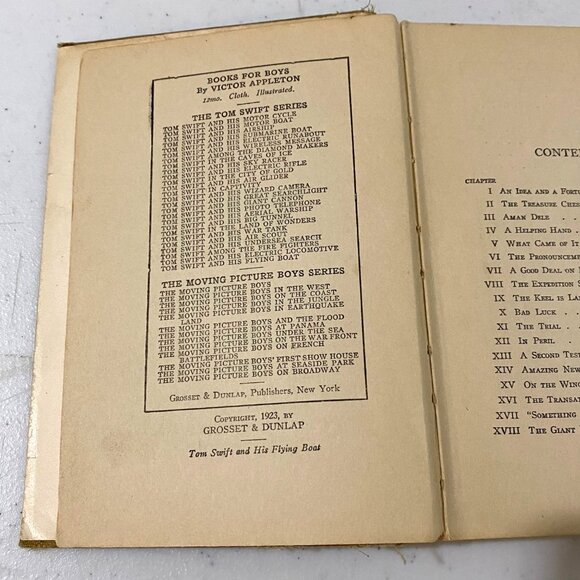 BOOKS FOR BOYS
By VICTOR APPLETON
12mo. Cloth. Illustrated.
THE TOM SWIFT SERIES
TOM SWIFT AND HIS MOTOR CYCLE
TOM SWIFT AND HIS MOTOR BOAT
TOM SWIFT AND HIS AIRSHIP
TOM SWIFT AND HIS SUBMARINE BOAT
TOM SWIFT AND HIS ELECTRIC RUNABOUT
TOM SWIFT AND HIS WIRELESS MESSAGE
TOM SWIFT AMONG THE DIAMOND MAKERS
TOM SWIFT IN THE CAVES OF ICE
TOM SWIFT AND HIS SKY RACER
TOM SWIFT AND HIS ELECTRIC RIFLE
TOM SWIFT IN THE CITY OF GOLD
TOM SWIFT AND HIS AIR GLIDER
TOM SWIFT IN CAPTIVITY
TOM SWIFT AND HIS WIZARD CAMERA
TOM SWIFT AND HIS GREAT SEARCHLIGHT
TOM SWIFT AND HIS GIANT CANNON
TOM SWIFT AND HIS PHOTO TELEPHONE
TOM SWIFT AND HIS AERIAL WARSHIP
TOM SWIFT AND HIS BIG TUNNEL
TOM SWIFT IN THE LAND OF WONDERS
TOM SWIFT AND HIS WAR TANK
TOM SWIFT AND HIS AIR SCOUT
TOM SWIFT AND HIS UNDERSEA SEARCH
TOM SWIFT AMONG THE FIRE FIGHTERS
TOM SWIFT AND HIS ELECTRIC LOCOMOTIVE
TOM SWIFT AND HIS FLYING BOAT
THE MOVING PICTURE BOYS SERIES
THE MOVING PICTURE BOYS
THE MOVING PICTURE BOYS IN THE WEST
THE MOVING PICTURE BOYS ON THE COAST
THE MOVING PICTURE BOYS IN THE JUNGLE
THE MOVING PICTURE BOYS IN EARTHQUAKE
LAND
THE MOVING PICTURE BOYS AND THE FLOOD
THE MOVING PICTURE BOYS AT PANAMA
THE MOVING PICTURE BOYS UNDER THE SEA
THE MOVING PICTURE BOYS ON THE WAR FRONT
THE MOVING PICTURE BOYS ON FRENCH
BATTLEFIELDS
THE MOVING PICTURE BOYS' FIRST SHOW HOUSE
THE MOVING PICTURE BOYS AT SEASIDE PARK
THE MOVING PICTURE BOYS ON BROADWAY
GROSSET & DUNLAP, Publishers, New York
COPYRIGHT, 1923, BY
GROSSET & DUNLAP
Tom Swift and His Flying Boat
CONTE
CHAPTER
I AN IDEA AND A FORTU
II THE TREASURE CHES
III AMAN DELE . .
IV A HELPING HAND .
V WHAT CAME OF IT
VI THE PRONOUNCEMEN
VII A GOOD DEAL ON
VIII THE EXPEDITION S
IX THE KEEL IS LA
X BAD LUCK . .
XI THE TRIAL .
XII IN PERIL . .
XIII A SECOND TES
XIV AMAZING NEW
XV ON THE WIN
XVI THE TRANSAT
XVII "SOMETHING
XVIII THE GIANT